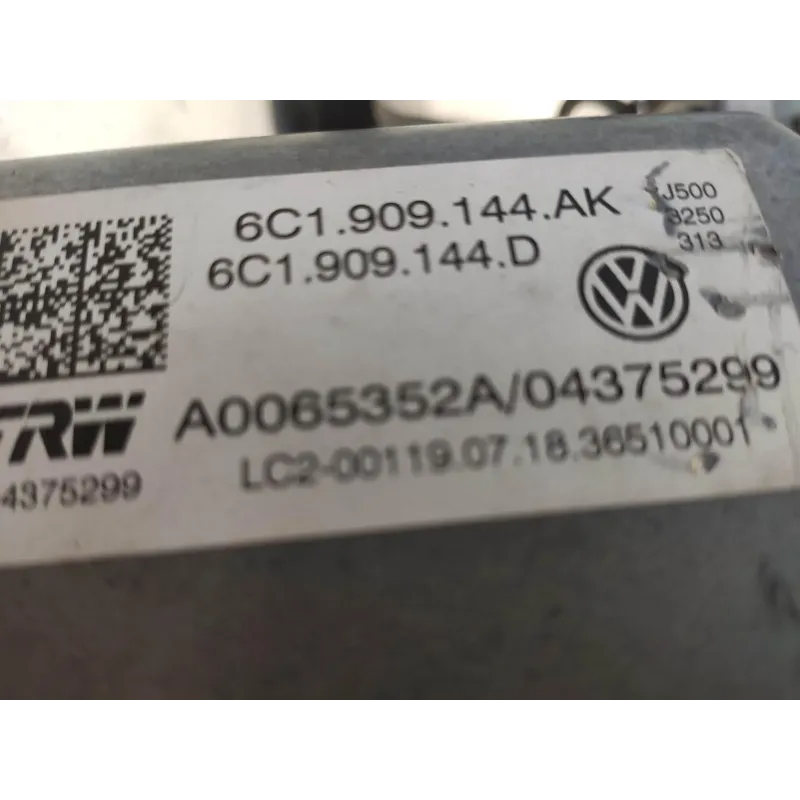 6C1.909.144.AK
6C1.909.144.D
J500
3250
313
TRW
A0065352A/04375299
4375299
LC2-00119.07.18.36510001